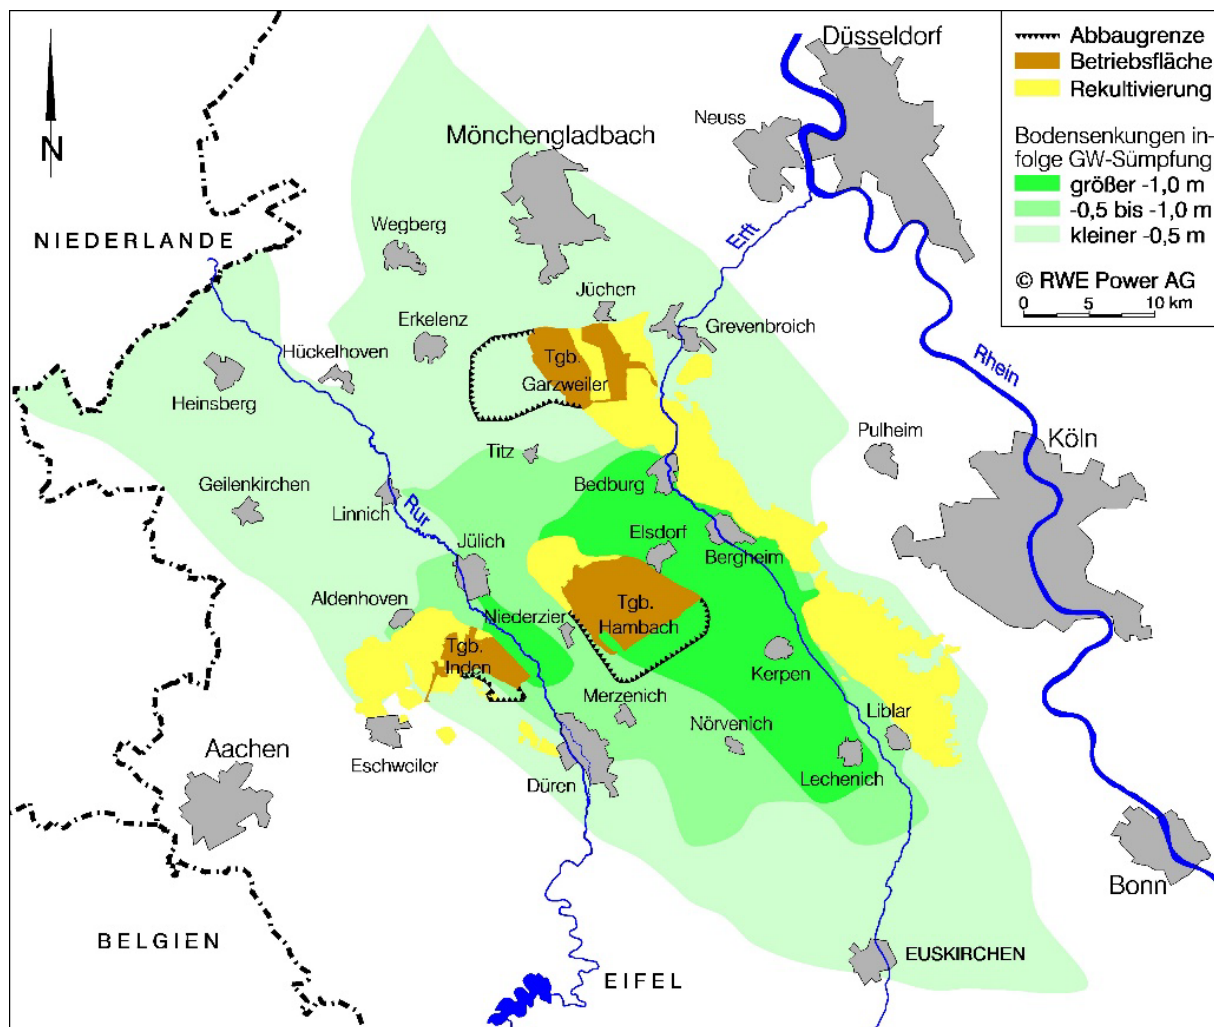 Düsseldorf
Abbaugrenze
Betriebsfläche
Rekultivierung
Bodensenkungen in-
folge GW-Sümpfung
größer -1,0 m
-0,5 bis -1,0 m
kleiner -0,5 m
© RWE Power AG
0 5 10 km
N
Neuss
Mönchengladbach
Wegberg
NIEDERLANDE
Erft
Jüchen
Erkelenz
Grevenbroich
Hückelhoven
Tgb.
Garzweiler
Rhein
Heinsberg
Titz
Pulheim
Köln
Geilenkirchen
Bedburg
Linnich
Rur
Jülich
Elsdorf
Bergheim
Aldenhoven
Niederzier
Tgb.
Hambach
Tgb.
Inden
Kerpen
Merzenich
Nörvenich
Liblar
Aachen
Eschweiler
Düren
Lechenich
Bonn
BELGIEN
EIFEL
EUSKIRCHEN